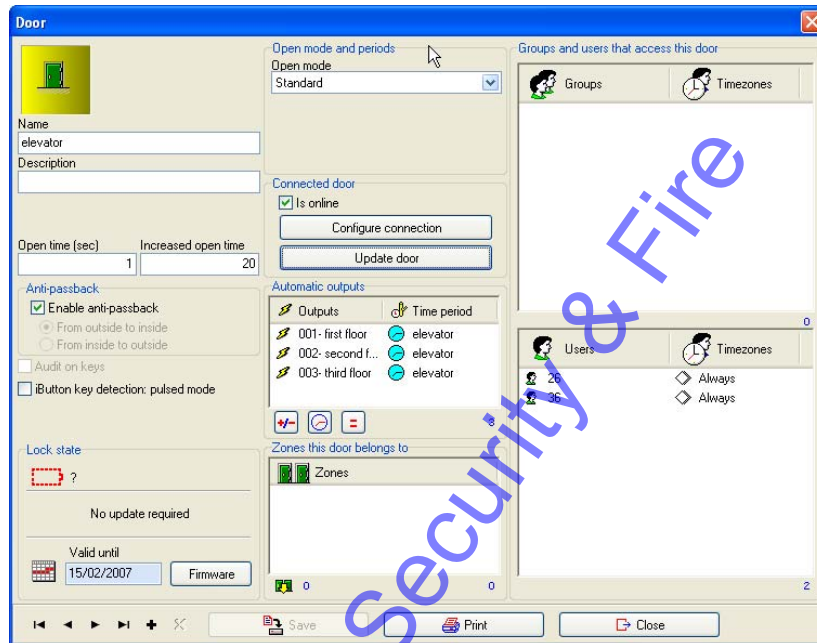 Door
Name
elevator
Description
Open time (sec)
Increased open time
1
20
Anti-passback
Enable anti-passback
From outside to inside
From inside to outside
Audit on keys
iButton key detection: pulsed mode
Lock state
?
No update required
Valid until
15/02/2007
Firmware
Open mode and periods
Open mode
Standard
Connected door
Is online
Configure connection
Update door
Automatic outputs
Outputs Time period
001- first floor elevator
002- second f... elevator
003- third floor elevator
+/- =
Zones this door belongs to
Zones
0 0
Groups and users that access this door
Groups Timezones
0
Users Timezones
26 Always
36 Always
2
Save
Print
Close
Security & Fire